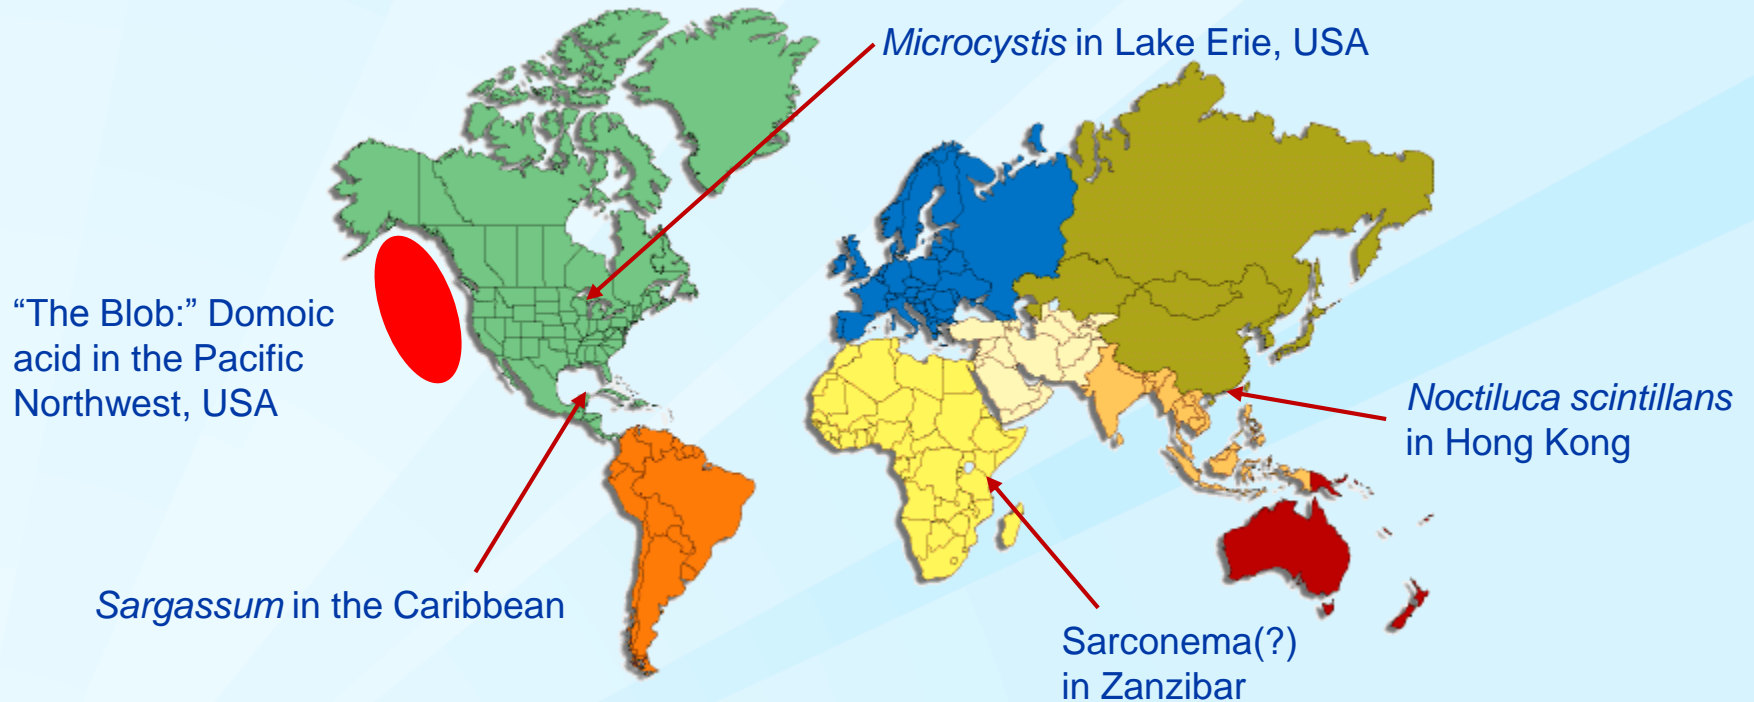 Microcystis in Lake Erie, USA
“The Blob:” Domoic
acid in the Pacific
Northwest, USA
Noctiluca scintillans
in Hong Kong
Sargassum in the Caribbean
Sarconema(?)
in Zanzibar